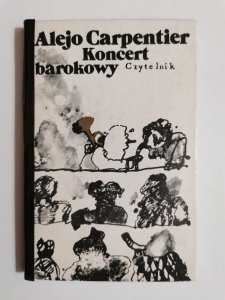 Alejo Carpentier
Koncert
barokowy Czytelnik